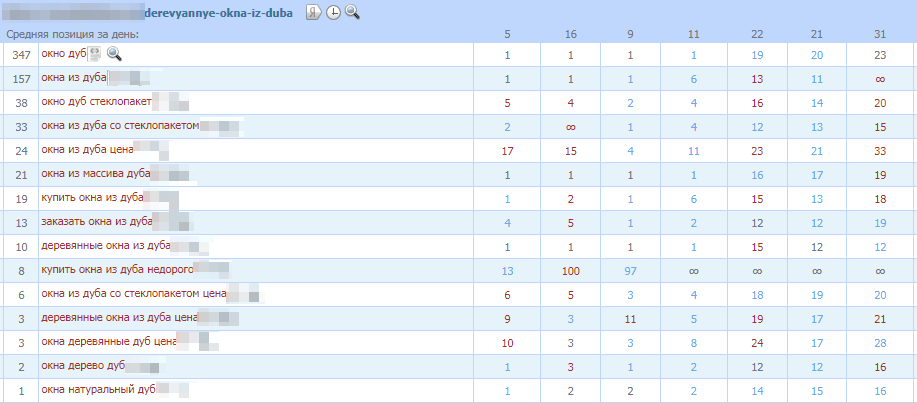 derevyannye-okna-iz-duba
Средняя позиция за день: 5 16 9 11 22 21 31
347 окно дуб 1 1 1 1 19 20 23
157 окна из дуба 1 1 1 6 13 11 ∞
38 окно дуб стеклопакет 5 4 2 4 16 14 20
33 окна из дуба со стеклопакетом 2 ∞ 1 4 12 13 15
24 окна из дуба цена 17 15 4 11 23 21 33
21 окна из массива дуба 1 1 1 1 16 17 19
19 купить окна из дуба 1 2 1 6 15 13 18
13 заказать окна из дуба 4 5 1 2 12 12 19
10 деревянные окна из дуба 1 1 1 1 15 12 12
8 купить окна из дуба недорого 13 100 97 ∞ ∞ ∞ ∞
6 окна из дуба со стеклопакетом цена 6 5 3 4 18 19 20
3 деревянные окна из дуба цена 9 3 11 5 19 17 21
3 окна деревянные дуб цена 10 3 3 8 24 17 28
2 окна дерево дуб 1 3 1 2 12 12 16
1 окна натуральный дуб 1 2 2 2 14 15 16